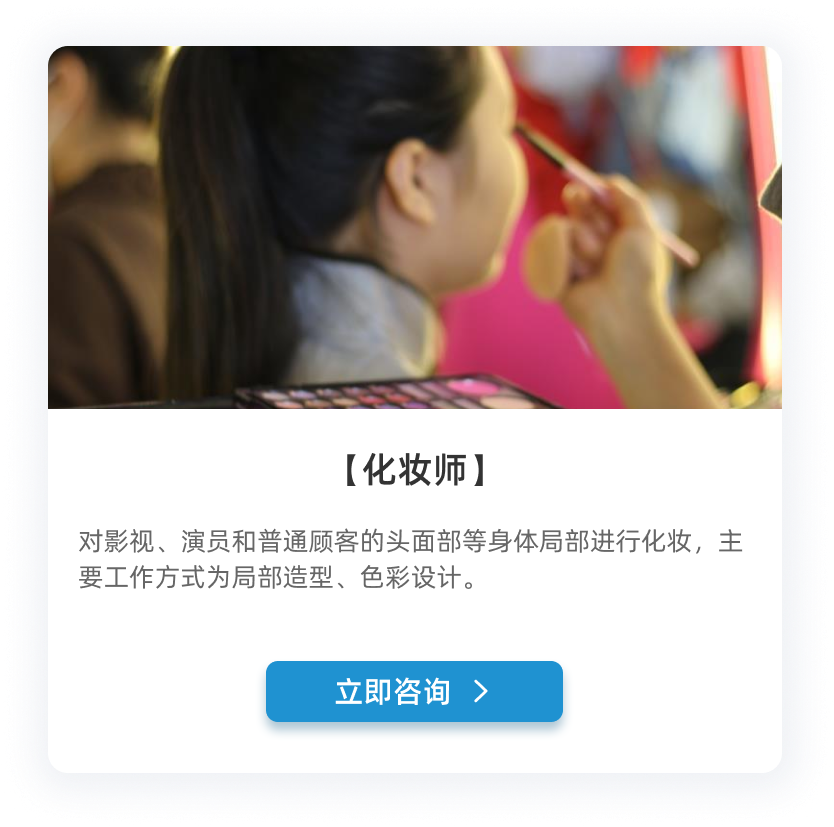 【化妆师】
对影视、演员和普通顾客的头面部等身体局部进行化妆，主
要工作方式为局部造型、色彩设计。
立即咨询 >